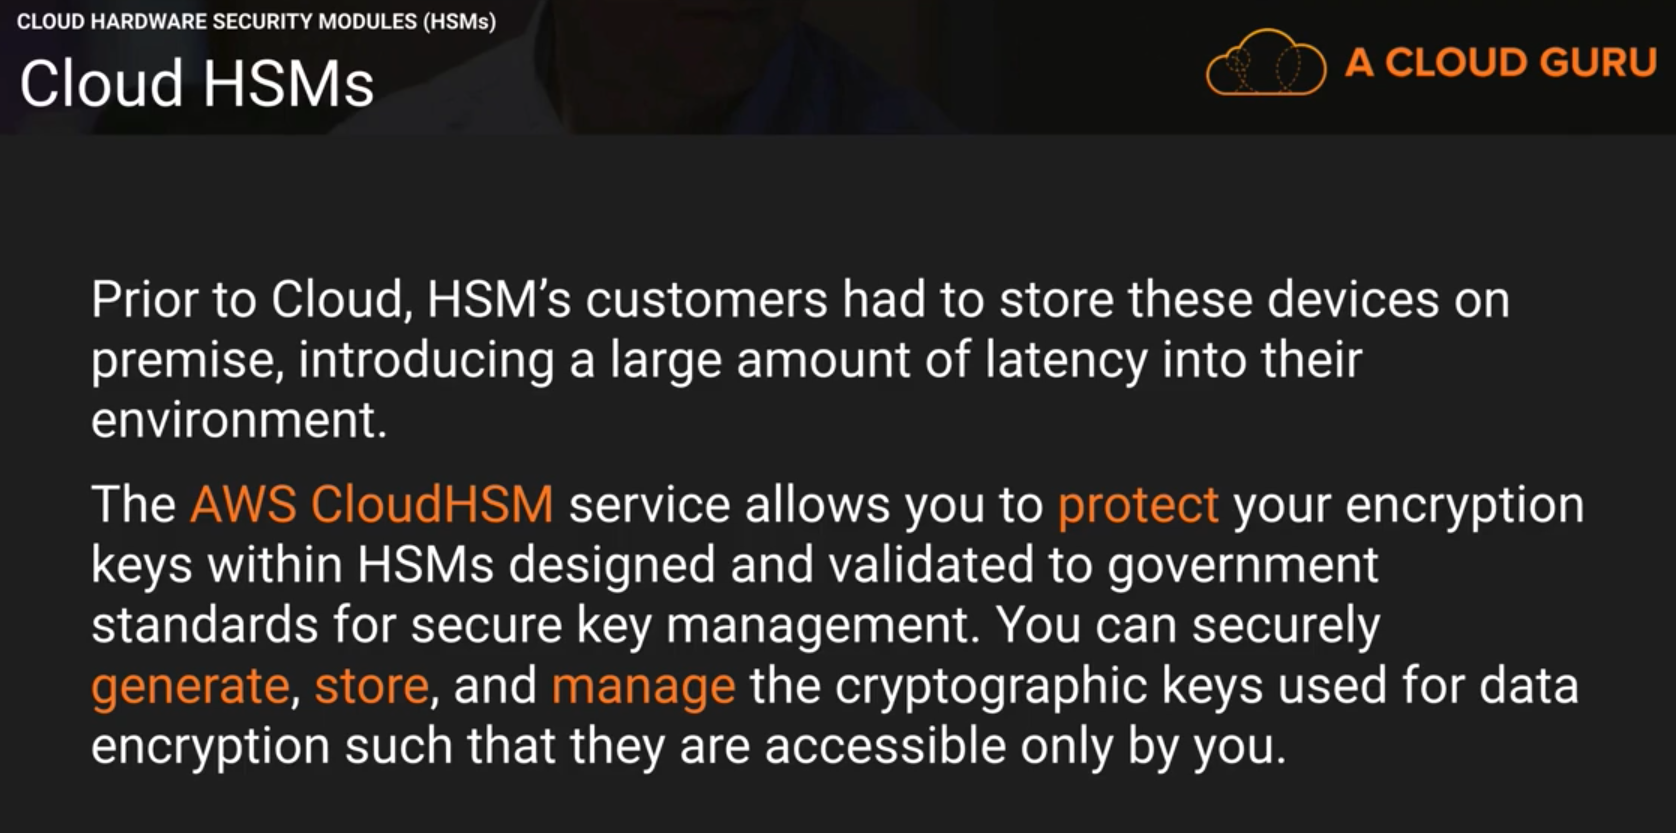 CLOUD HARDWARE SECURITY MODULES (HSMs)
Cloud HSMs
A CLOUD GURU
Prior to Cloud, HSM’s customers had to store these devices on
premise, introducing a large amount of latency into their
environment.
The AWS CloudHSM service allows you to protect your encryption
keys within HSMs designed and validated to government
standards for secure key management. You can securely
generate, store, and manage the cryptographic keys used for data
encryption such that they are accessible only by you.